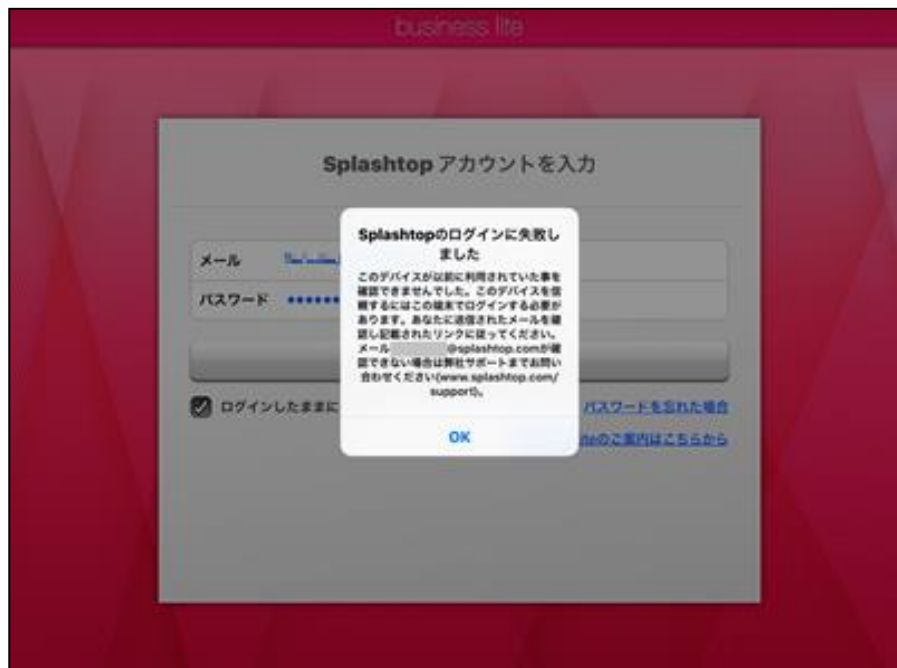 business lite
Splashtop アカウントを入力
Splashtopのログインに失敗し
ました
このデバイスが以前に利用されていた事を
確認できませんでした。このデバイスを信
頼するにはこの端末でログインする必要が
あります。あなたに送信されたメールを確
認し記載されたリンクに従ってください。
メール @splashtop.comが確
認できない場合は弊社サポートまでお問い
合わせください(www.splashtop.com/
support)。
OK
メール
パスワード
ログインしたままに
パスワードを忘れた場合
のご案内はこちらから